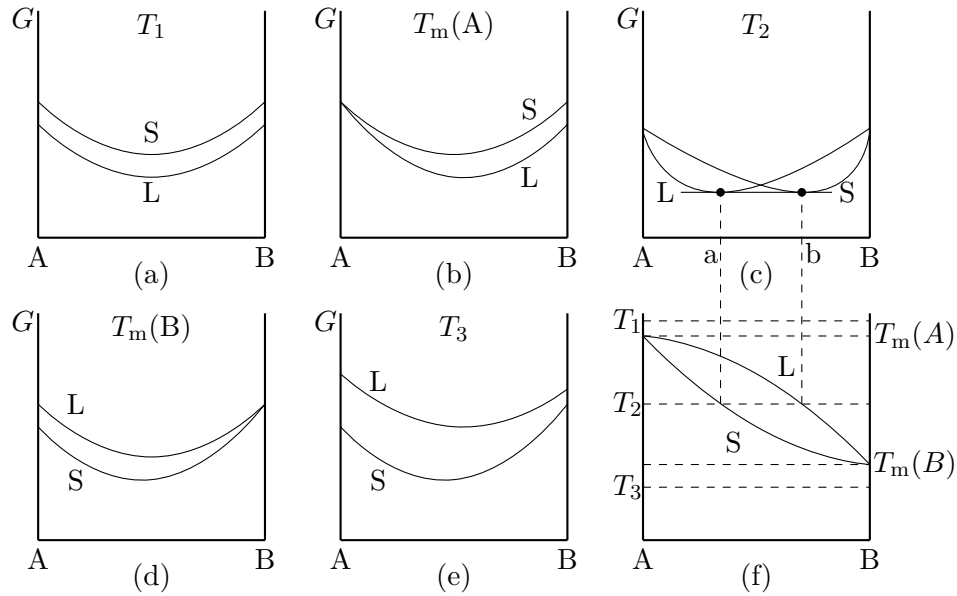 G T₁ G Tₘ(A) G T₂
S S
L L L S
A B A B A a b B
(a) (b) (c)
G Tₘ(B) G T₃ T₁ Tₘ(A)
L L L
T₂
S S S Tₘ(B)
T₃
A B A B A B
(d) (e) (f)